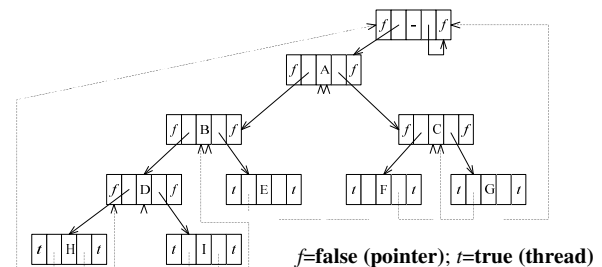 f - f
f A f
f B f f C f
f D f t E t t F t t G t
t H t t I t
f=false (pointer); t=true (thread)